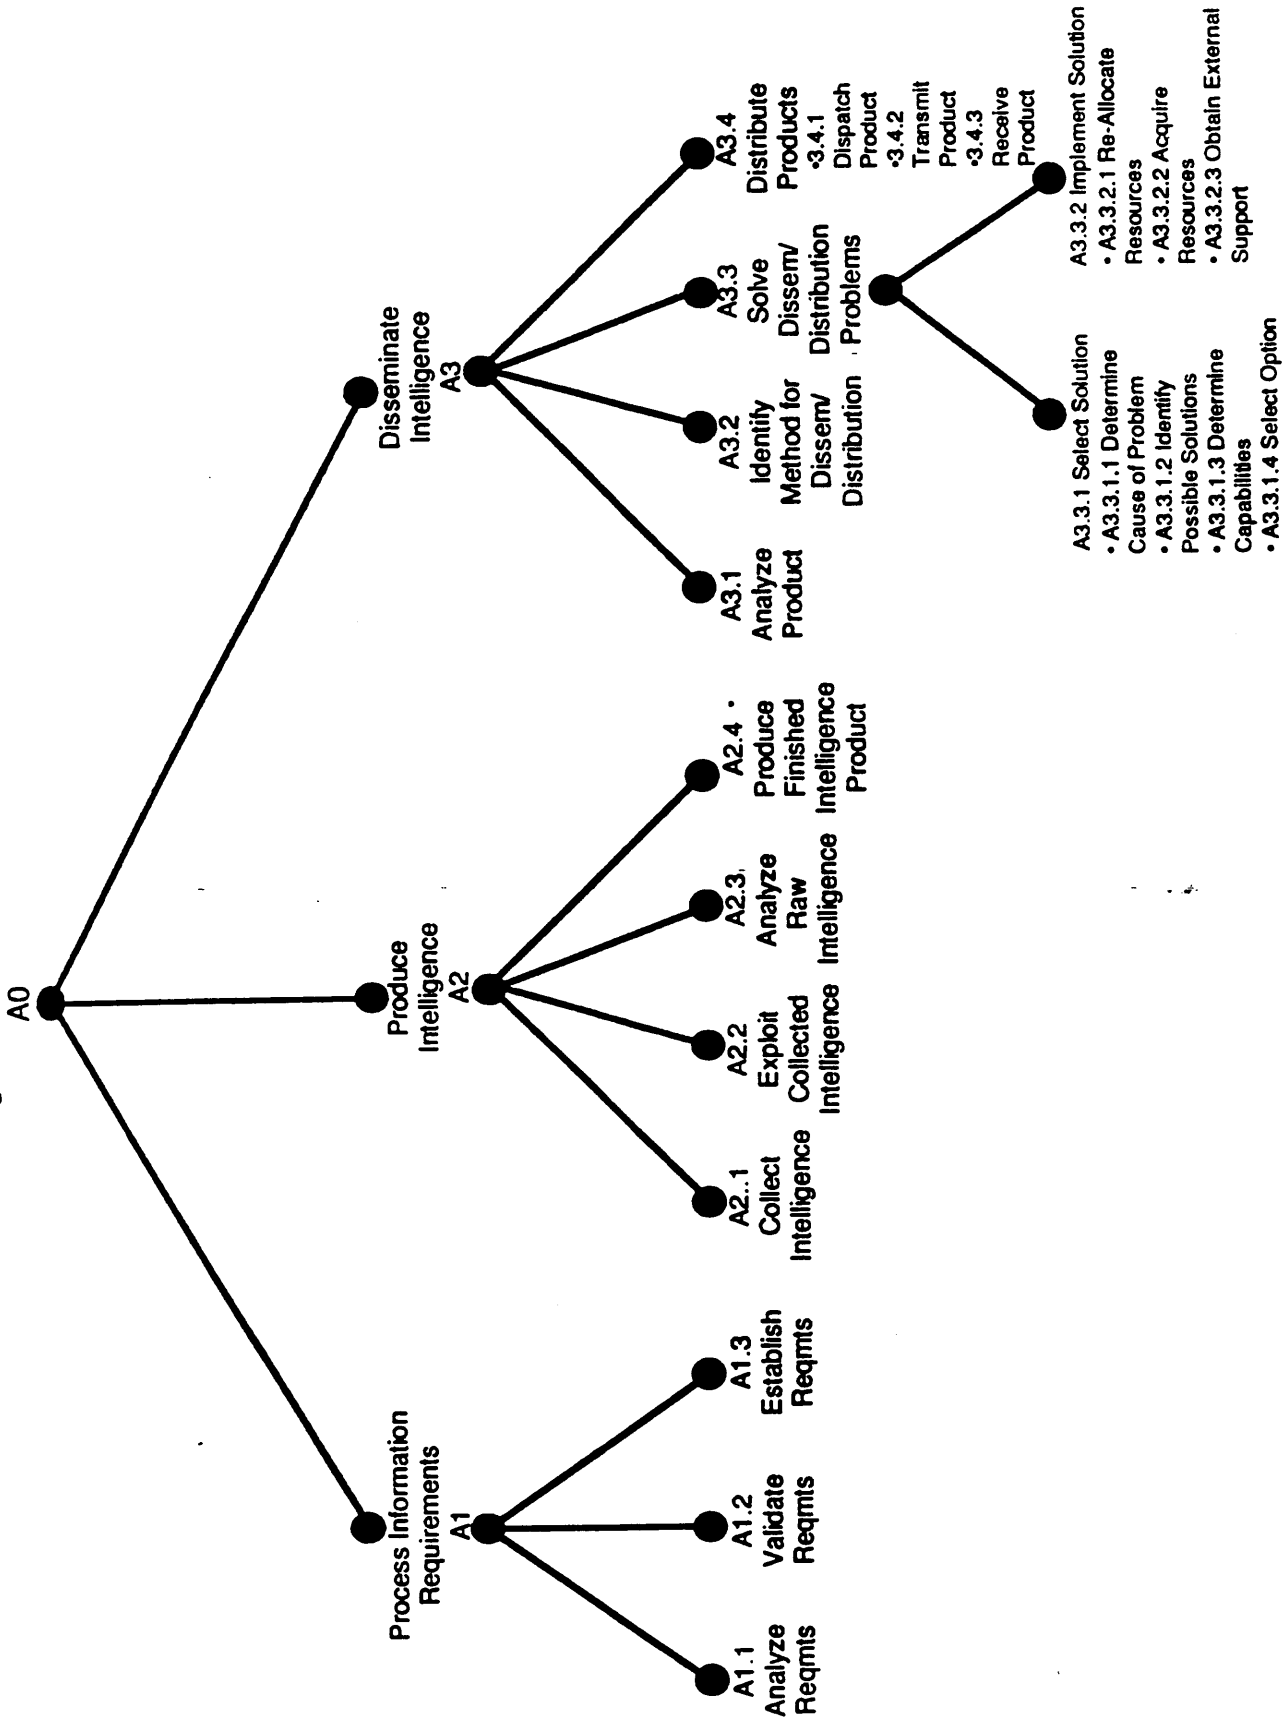 A0
Process Information
Requirements
A1
A1.1
Analyze
Reqmts
A1.2
Validate
Reqmts
A1.3
Establish
Reqmts
Produce
Intelligence
A2
A2..1
Collect
Intelligence
A2.2
Exploit
Collected
Intelligence
A2.3
Analyze
Raw
Intelligence
A2.4
Produce
Finished
Intelligence
Product
Disseminate
Intelligence
A3
A3.1
Analyze
Product
A3.2
Identify
Method for
Dissem/
Distribution
A3.3
Solve
Dissem/
Distribution
Problems
A3.4
Distribute
Products
•3.4.1
Dispatch
Product
•3.4.2
Transmit
Product
•3.4.3
Receive
Product
A3.3.1 Select Solution
• A3.3.1.1 Determine
Cause of Problem
• A3.3.1.2 Identify
Possible Solutions
• A3.3.1.3 Determine
Capabilities
• A3.3.1.4 Select Option
A3.3.2 Implement Solution
• A3.3.2.1 Re-Allocate
Resources
• A3.3.2.2 Acquire
Resources
• A3.3.2.3 Obtain External
Support